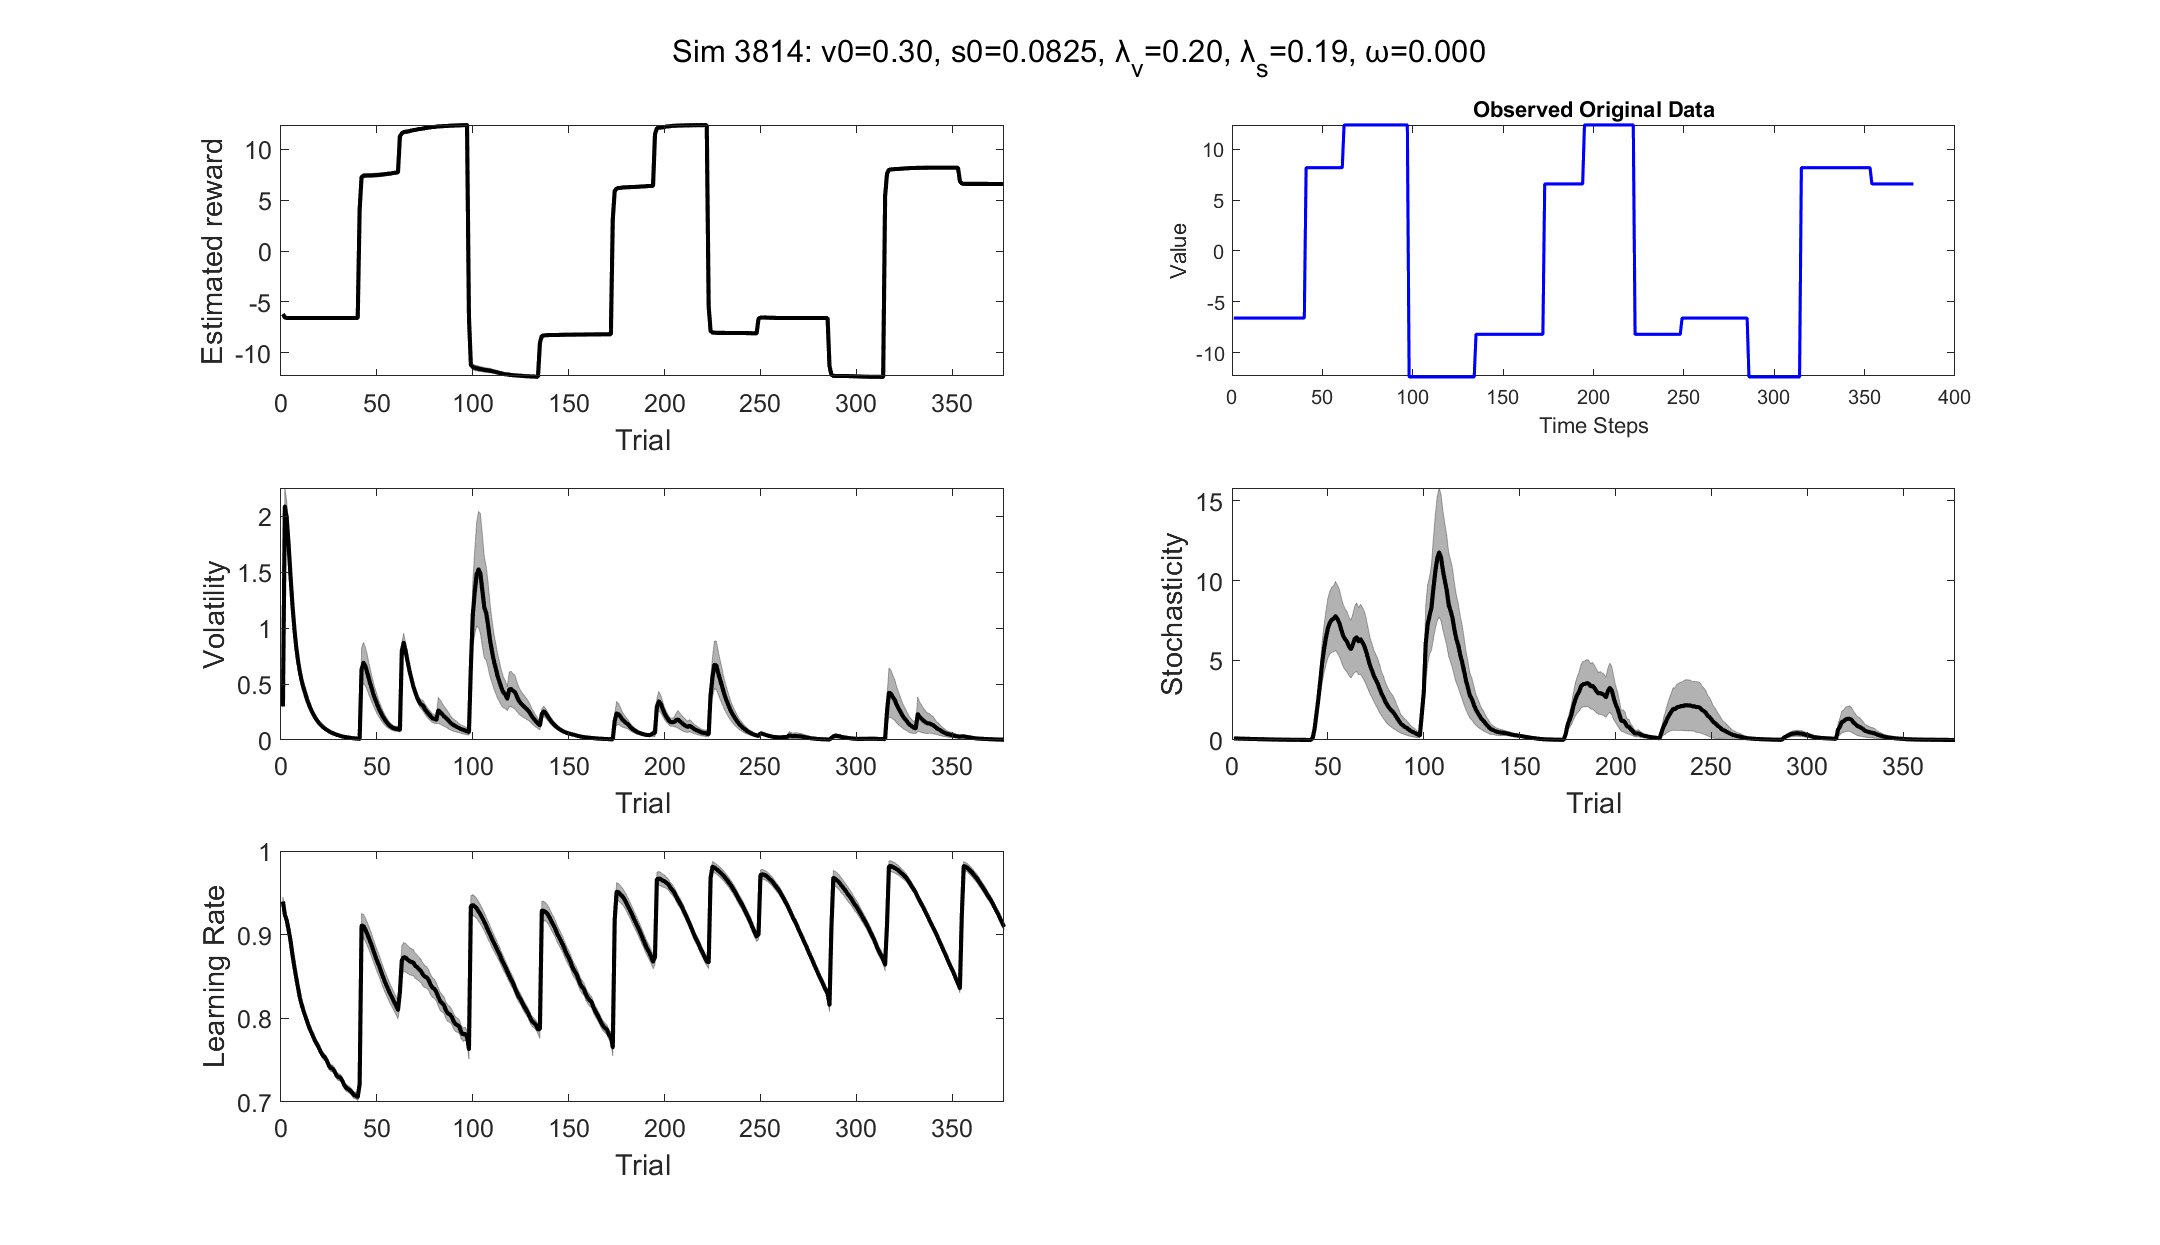 Sim 3814: v0=0.30, s0=0.0825, λ_v=0.20, λ_s=0.19, ω=0.000
Estimated reward
10
5
0
-5
-10
0 50 100 150 200 250 300 350
Trial
Observed Original Data
Value
10
5
0
-5
-10
0 50 100 150 200 250 300 350 400
Time Steps
Volatility
2
1.5
1
0.5
0
0 50 100 150 200 250 300 350
Trial
Stochasticity
15
10
5
0
0 50 100 150 200 250 300 350
Trial
Learning Rate
1
0.9
0.8
0.7
0 50 100 150 200 250 300 350
Trial